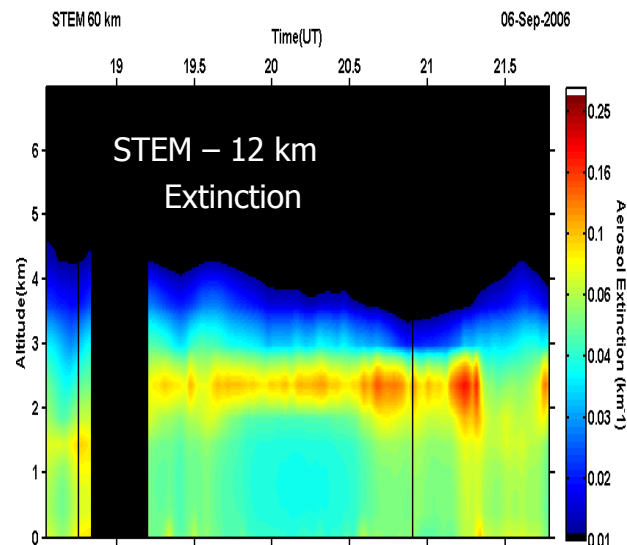 STEM 60 km
06-Sep-2006
Time(UT)
19 19.5 20 20.5 21 21.5
STEM – 12 km
Extinction
Altitude(km)
6
5
4
3
2
1
0
0.25
0.16
0.1
0.06
0.04
0.03
0.02
0.01
Aerosol Extinction (km-1)